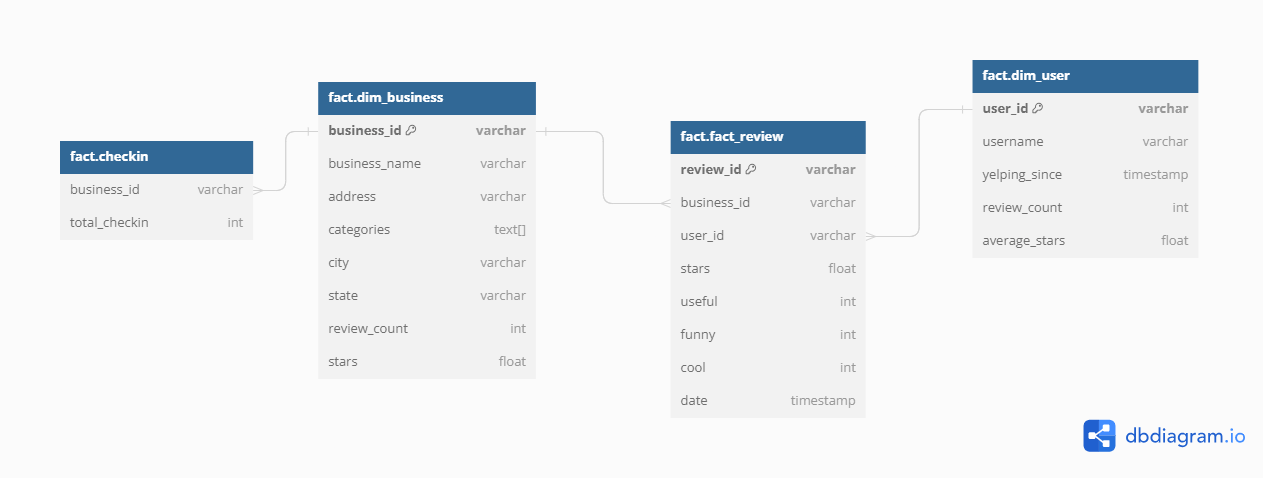 fact.checkin
business_id varchar
total_checkin int
fact.dim_business
business_id varchar
business_name varchar
address varchar
categories text[]
city varchar
state varchar
review_count int
stars float
fact.fact_review
review_id varchar
business_id varchar
user_id varchar
stars float
useful int
funny int
cool int
date timestamp
fact.dim_user
user_id varchar
username varchar
yelping_since timestamp
review_count int
average_stars float
dbdiagram.io